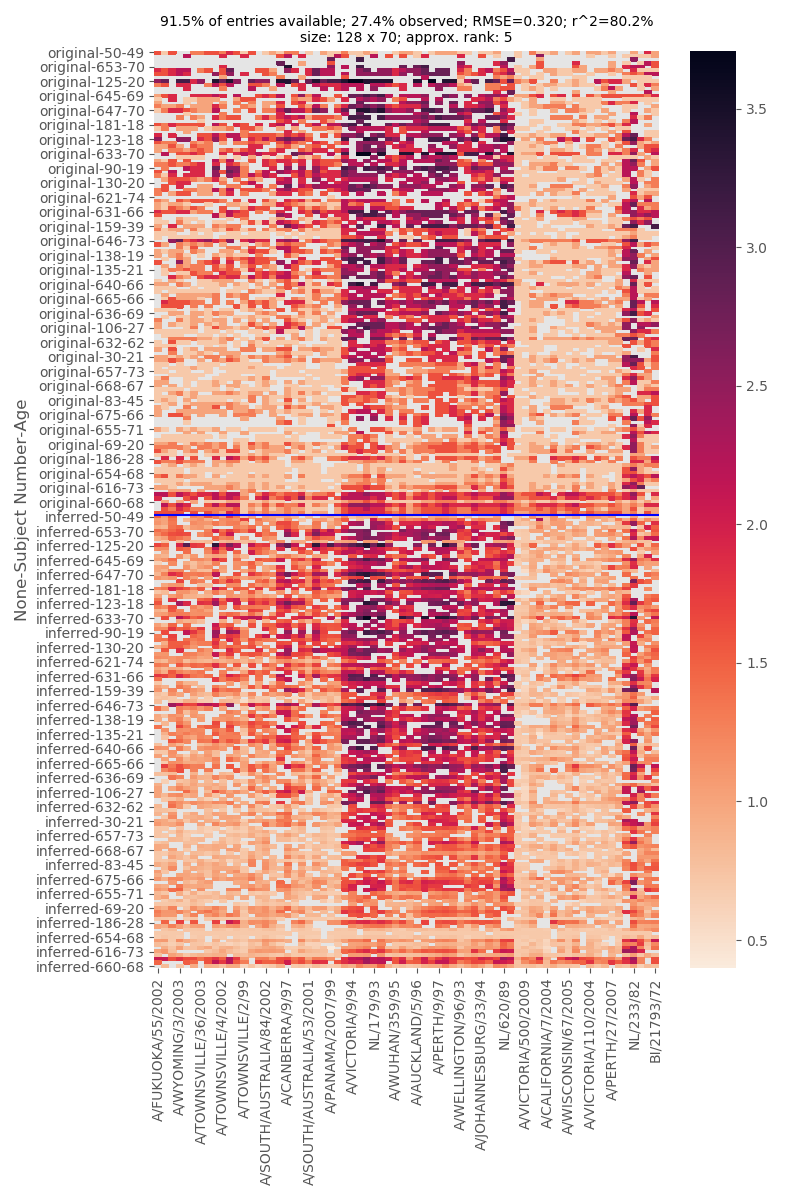 91.5% of entries available; 27.4% observed; RMSE=0.320; r^2=80.2%
size: 128 x 70; approx. rank: 5
None-Subject Number-Age
original-50-49
original-653-70
original-125-20
original-645-69
original-647-70
original-181-18
original-123-18
original-633-70
original-90-19
original-130-20
original-621-74
original-631-66
original-159-39
original-646-73
original-138-19
original-135-21
original-640-66
original-665-66
original-636-69
original-106-27
original-632-62
original-30-21
original-657-73
original-668-67
original-83-45
original-675-66
original-655-71
original-69-20
original-186-28
original-654-68
original-616-73
original-660-68
inferred-50-49
inferred-653-70
inferred-125-20
inferred-645-69
inferred-647-70
inferred-181-18
inferred-123-18
inferred-633-70
inferred-90-19
inferred-130-20
inferred-621-74
inferred-631-66
inferred-159-39
inferred-646-73
inferred-138-19
inferred-135-21
inferred-640-66
inferred-665-66
inferred-636-69
inferred-106-27
inferred-632-62
inferred-30-21
inferred-657-73
inferred-668-67
inferred-83-45
inferred-675-66
inferred-655-71
inferred-69-20
inferred-186-28
inferred-654-68
inferred-616-73
inferred-660-68
A/FUKUOKA/55/2002
A/WYOMING/3/2003
A/TOWNSVILLE/36/2003
A/TOWNSVILLE/4/2002
A/TOWNSVILLE/2/99
A/SOUTH/AUSTRALIA/84/2002
A/CANBERRA/9/97
A/SOUTH/AUSTRALIA/53/2001
A/PANAMA/2007/99
A/VICTORIA/9/94
NL/179/93
A/WUHAN/359/95
A/AUCKLAND/5/96
A/PERTH/9/97
A/WELLINGTON/96/93
A/JOHANNESBURG/33/94
NL/620/89
A/VICTORIA/500/2009
A/CALIFORNIA/7/2004
A/WISCONSIN/67/2005
A/VICTORIA/110/2004
A/PERTH/27/2007
NL/233/82
BI/21793/72
3.5
3.0
2.5
2.0
1.5
1.0
0.5